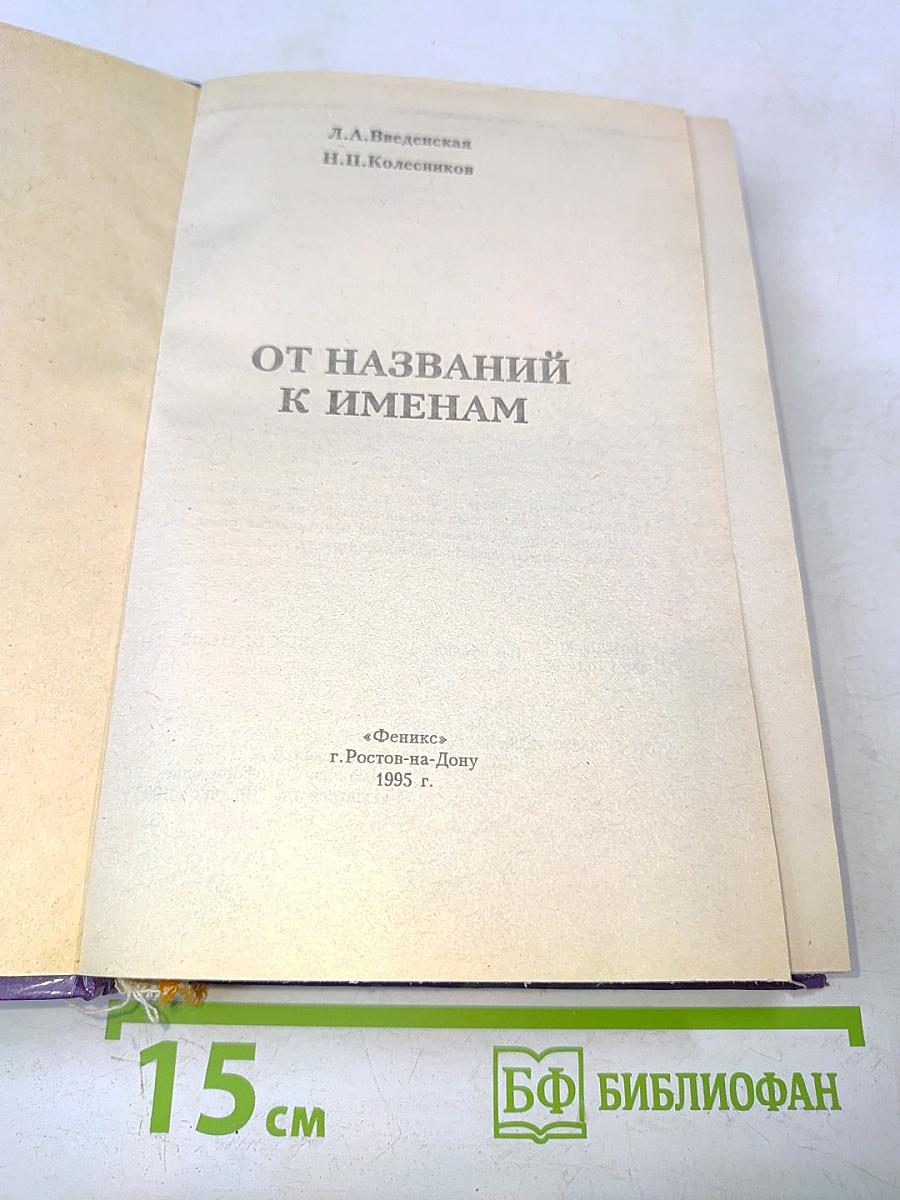 Л.А.Введенская
Н.П.Колесников
ОТ НАЗВАНИЙ
К ИМЕНАМ
«Феникс»
г.Ростов-на-Дону
1995 г.
15 см
БФ БИБЛИОФАН